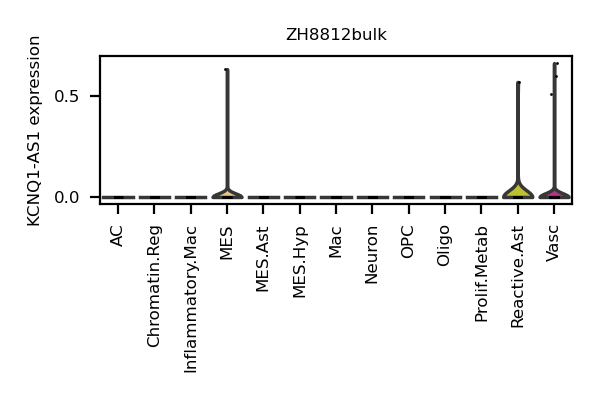 ZH8812bulk
KCNQ1-AS1 expression
0.5
0.0
AC
Chromatin.Reg
Inflammatory.Mac
MES
MES.Ast
MES.Hyp
Mac
Neuron
OPC
Oligo
Prolif.Metab
Reactive.Ast
Vasc